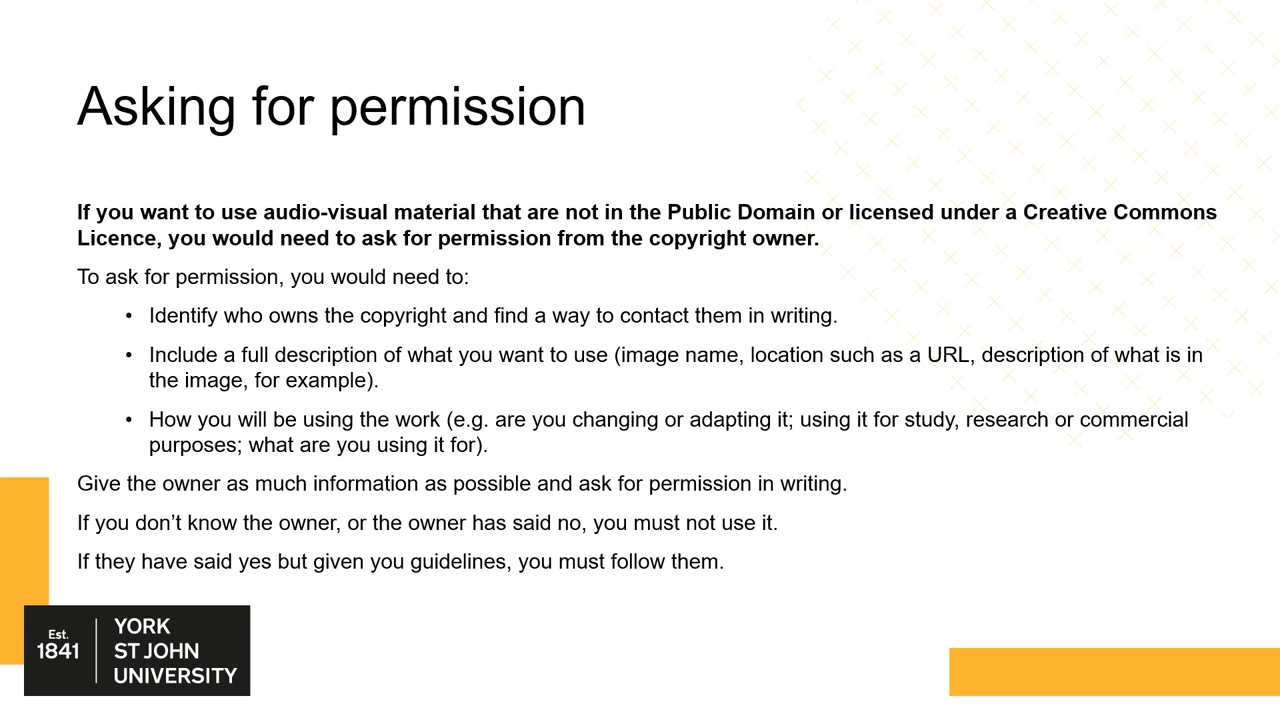 Asking for permission
If you want to use audio-visual material that are not in the Public Domain or licensed under a Creative Commons
Licence, you would need to ask for permission from the copyright owner.
To ask for permission, you would need to:
• Identify who owns the copyright and find a way to contact them in writing.
• Include a full description of what you want to use (image name, location such as a URL, description of what is in
the image, for example).
• How you will be using the work (e.g. are you changing or adapting it; using it for study, research or commercial
purposes; what are you using it for).
Give the owner as much information as possible and ask for permission in writing.
If you don’t know the owner, or the owner has said no, you must not use it.
If they have said yes but given you guidelines, you must follow them.
Est.
1841
YORK
ST JOHN
UNIVERSITY